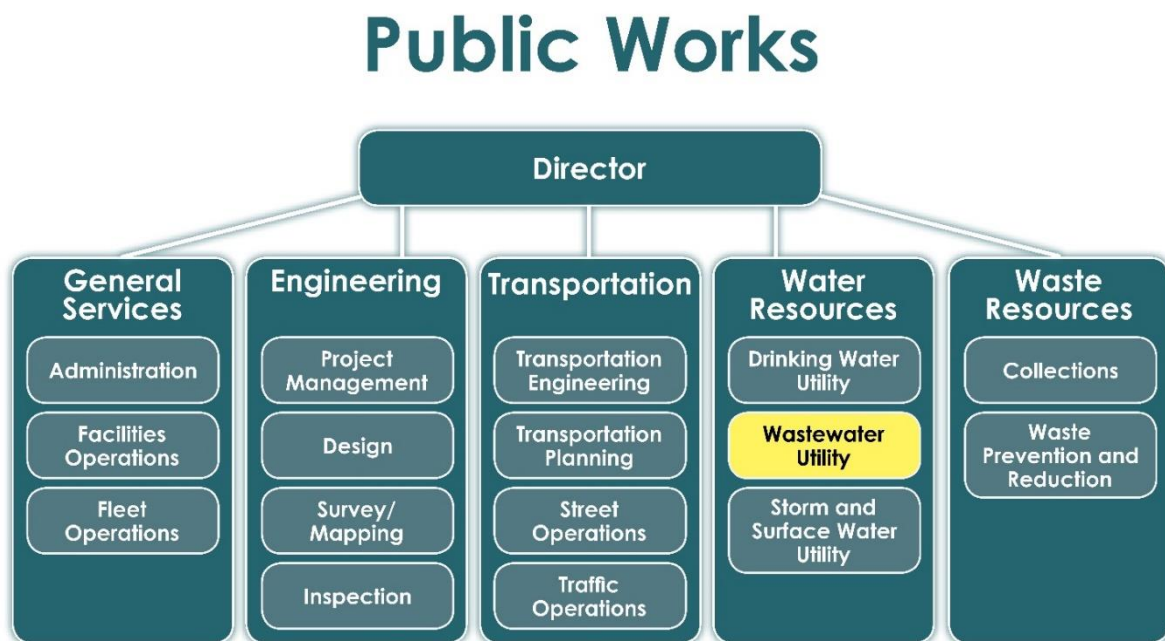 Public Works
Director
General
Services
Administration
Facilities
Operations
Fleet
Operations
Engineering
Project
Management
Design
Survey/
Mapping
Inspection
Transportation
Transportation
Engineering
Transportation
Planning
Street
Operations
Traffic
Operations
Water
Resources
Drinking Water
Utility
Wastewater
Utility
Storm and
Surface Water
Utility
Waste
Resources
Collections
Waste
Prevention and
Reduction